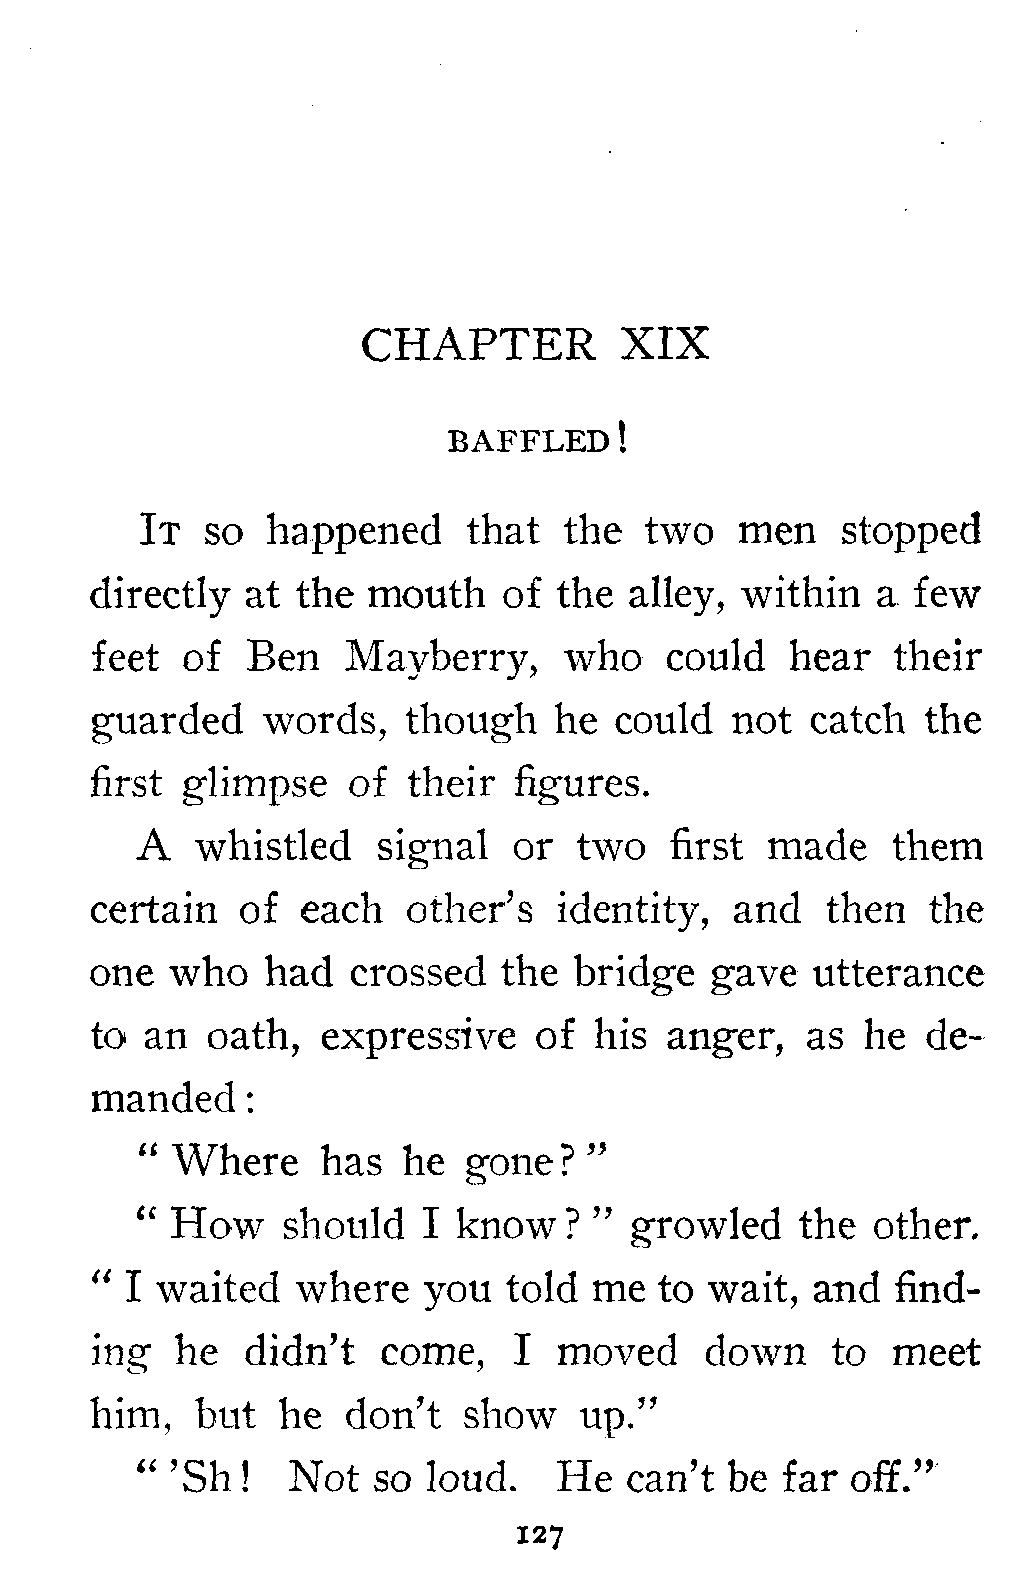 CHAPTER XIX
BAFFLED!
IT so happened that the two men stopped
directly at the mouth of the alley, within a few
feet of Ben Mayberry, who could hear their
guarded words, though he could not catch the
first glimpse of their figures.
A whistled signal or two first made them
certain of each other's identity, and then the
one who had crossed the bridge gave utterance
to an oath, expressive of his anger, as he de-
manded:
" Where has he gone? "
" How should I know? " growled the other.
" I waited where you told me to wait, and find-
ing he didn't come, I moved down to meet
him, but he don't show up."
" 'Sh! Not so loud. He can't be far off."
127